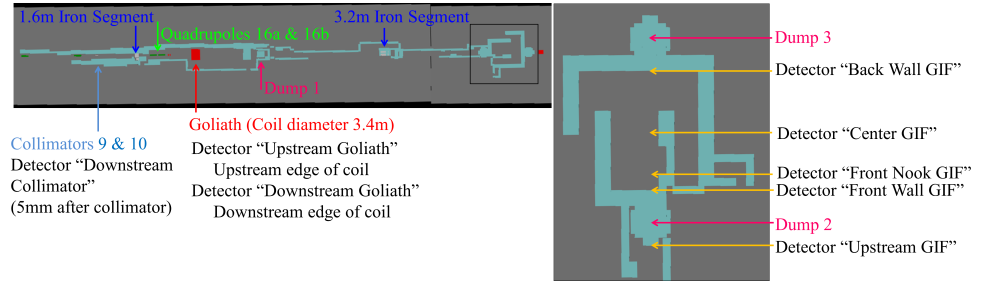 1.6m Iron Segment
3.2m Iron Segment
Quadrupoles 16a & 16b
Dump 1
Collimators 9 & 10
Detector “Downstream
Collimator”
(5mm after collimator)
Goliath (Coil diameter 3.4m)
Detector “Upstream Goliath”
Upstream edge of coil
Detector “Downstream Goliath”
Downstream edge of coil
Dump 3
Detector “Back Wall GIF”
Detector “Center GIF”
Detector “Front Nook GIF”
Detector “Front Wall GIF”
Dump 2
Detector “Upstream GIF”